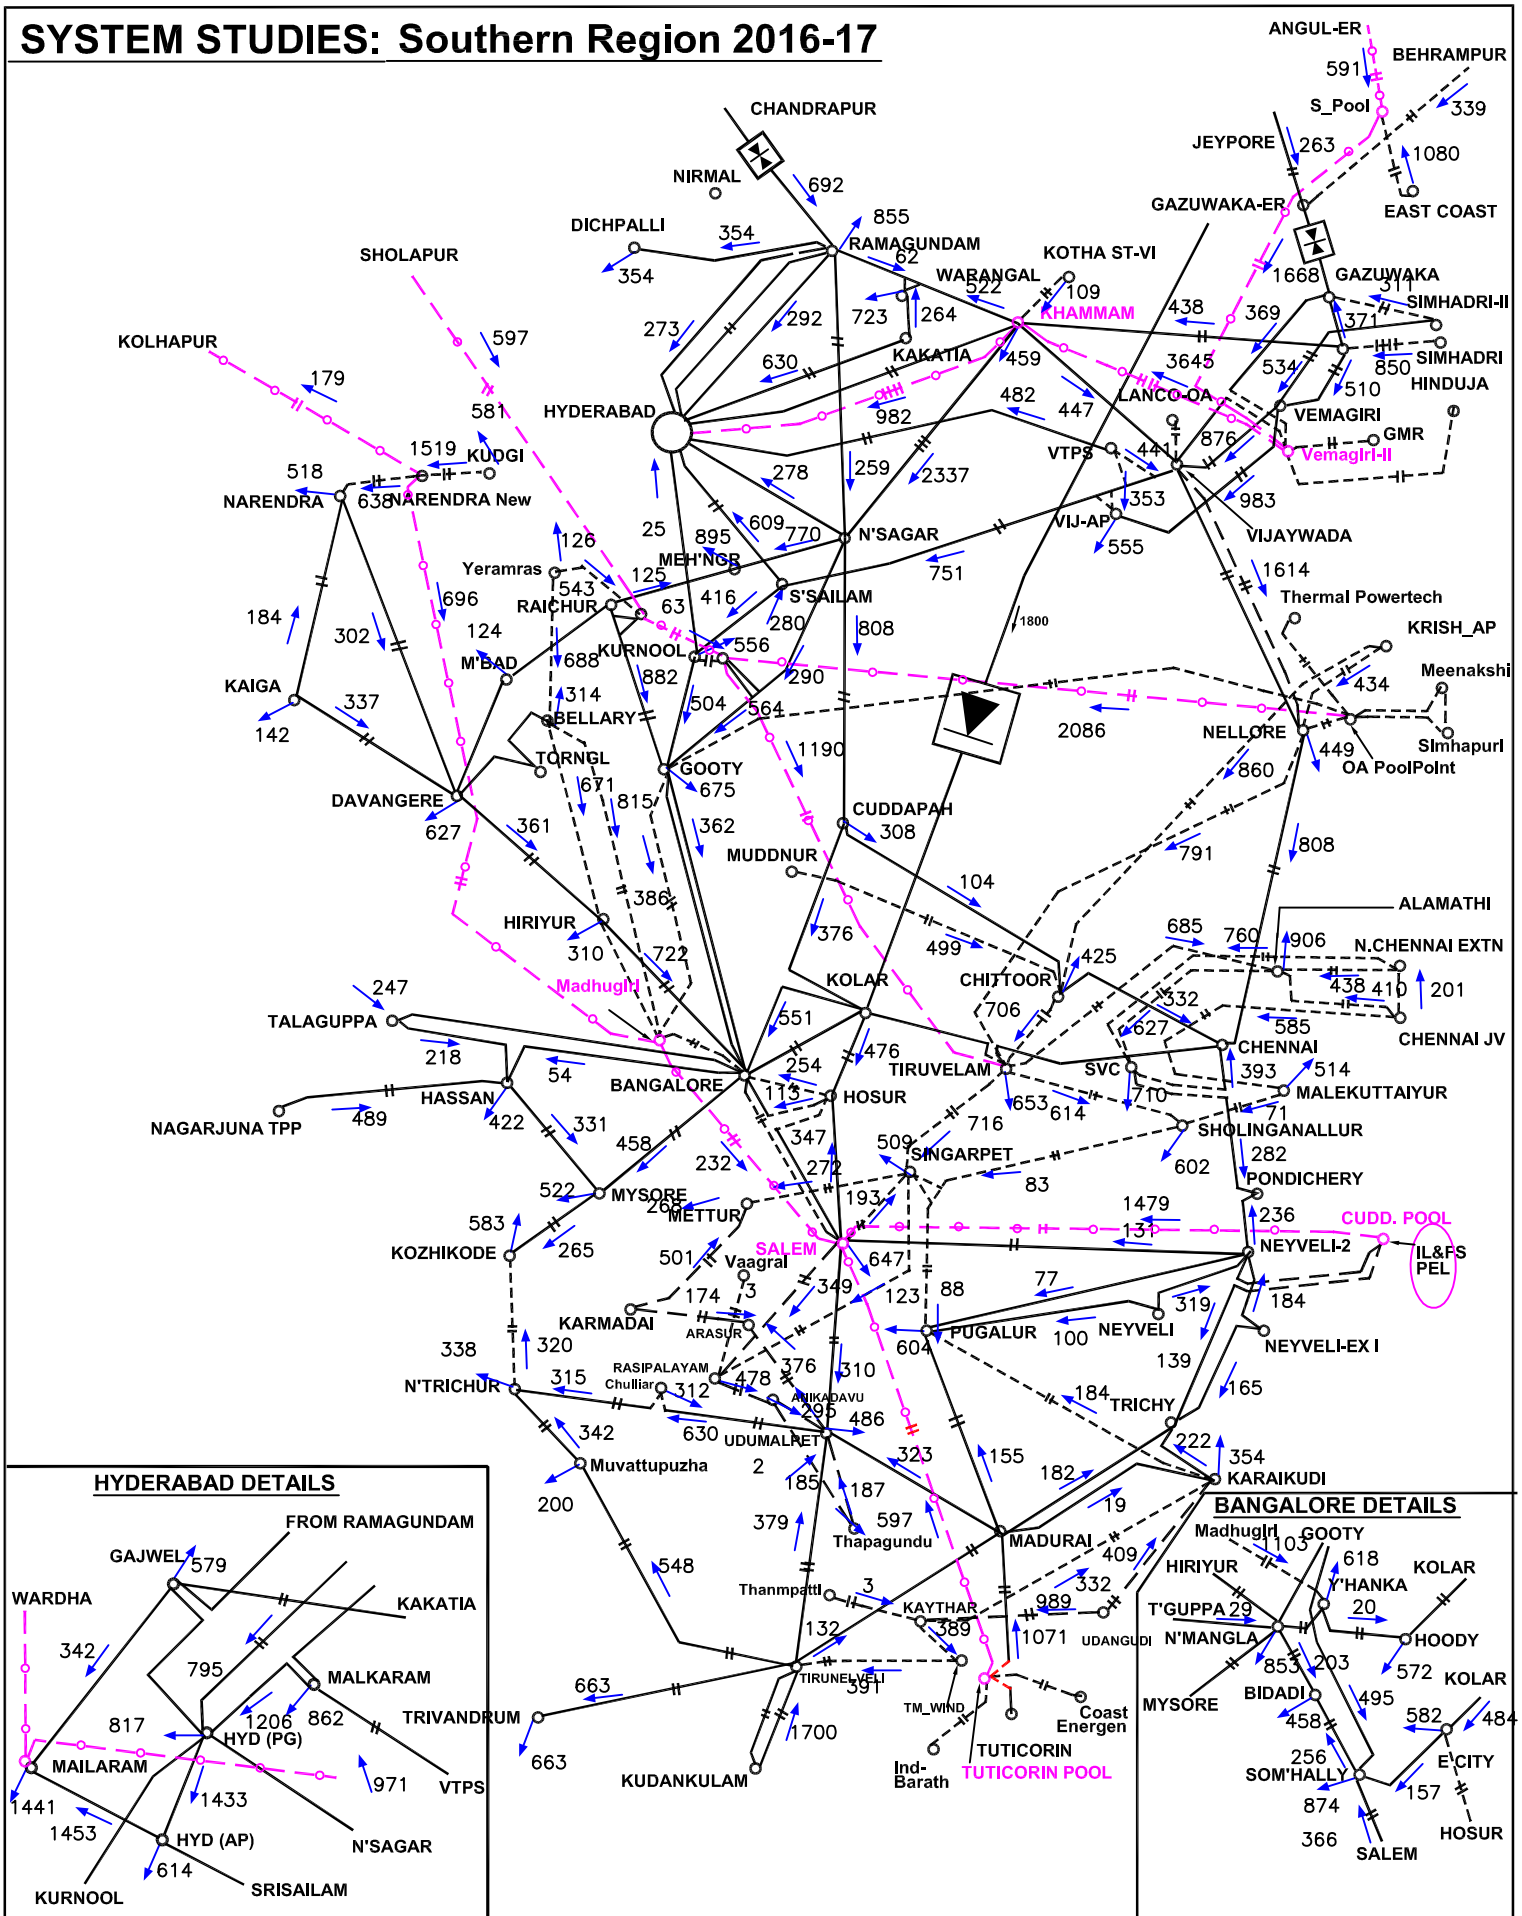 SYSTEM STUDIES: Southern Region 2016-17
ANGUL-ER
BEHRAMPUR
591
S_Pool
339
CHANDRAPUR
JEYPORE
263
1080
NIRMAL
692
GAZUWAKA-ER
EAST COAST
DICHPALLI
354
855
RAMAGUNDAM
KOTHA ST-VI
SHOLAPUR
354
62
WARANGAL
522
109
1668
GAZUWAKA
311
SIMHADRI-II
KOLHAPUR
597
273
292
723
264
KHAMMAM
438
369
371
SIMHADRI
850
KAKATIA
459
3645
534
510
HINDUJA
179
630
482
447
LANCO-OA
VEMAGIRI
581
HYDERABAD
982
GMR
1519
KUDGI
VTPS
441
876
VemagIrI-II
518
278
259
2337
353
983
NARENDRA
638
NARENDRA New
25
609
770
N'SAGAR
VIJ-AP
VIJAYWADA
126
895
MEH'NGR
555
Yeramras
543
125
751
1614
RAICHUR
63
416
S'SAILAM
Thermal Powertech
184
302
696
124
280
808
1800
KRISH_AP
M'BAD
688
KURNOOL
556
Meenakshi
KAIGA
882
290
434
142
337
314
BELLARY
504
564
2086
NELLORE
449
SImhapurI
TORNGL
1190
860
OA PoolPoInt
DAVANGERE
671
GOOTY
675
627
361
815
362
CUDDAPAH
308
MUDDNUR
791
808
386
104
ALAMATHI
HIRIYUR
376
499
685
760
906
N.CHENNAI EXTN
310
722
425
438
410
201
MadhugIrI
KOLAR
CHITTOOR
247
706
332
TALAGUPPA
551
627
585
CHENNAI JV
218
54
254
476
TIRUVELAM
SVC
CHENNAI
514
BANGALORE
393
HASSAN
113
HOSUR
653
614
710
71
MALEKUTTAIYUR
NAGARJUNA TPP
489
422
331
458
347
716
SHOLINGANALLUR
232
509
SINGARPET
602
282
272
83
PONDICHERY
522
MYSORE
268
METTUR
193
1479
236
CUDD. POOL
583
131
KOZHIKODE
265
501
SALEM
647
NEYVELI-2
IL&FS
PEL
VaagraI
349
123
88
77
319
184
174
3
KARMADAI
ARASUR
604
PUGALUR
100
NEYVELI
NEYVELI-EX I
338
320
376
310
139
RASIPALAYAM
N'TRICHUR
315
Chulliar
312
478
ANIKADAVU
184
TRICHY
165
295
486
630
UDUMALPET
342
2
323
155
222
354
Muvattupuzha
185
187
182
KARAIKUDI
200
379
597
19
Thapagundu
MADURAI
409
548
ThanmpattI
3
332
KAYTHAR
989
132
389
1071
UDANGUDI
663
TIRUNELVELI
391
TM_WIND
TRIVANDRUM
1700
Coast
Energen
663
KUDANKULAM
Ind-
Barath
TUTICORIN
TUTICORIN POOL
HYDERABAD DETAILS
FROM RAMAGUNDAM
GAJWEL
579
WARDHA
KAKATIA
342
795
MALKARAM
817
1206
862
HYD (PG)
MAILARAM
971
VTPS
1441
1433
1453
HYD (AP)
N'SAGAR
614
KURNOOL
SRISAILAM
BANGALORE DETAILS
MadhugIrI
1103
GOOTY
HIRIYUR
618
KOLAR
Y'HANKA
T'GUPPA
29
20
N'MANGLA
HOODY
853
203
572
MYSORE
BIDADI
495
KOLAR
458
582
484
256
E'CITY
SOM'HALLY
157
874
366
SALEM
HOSUR